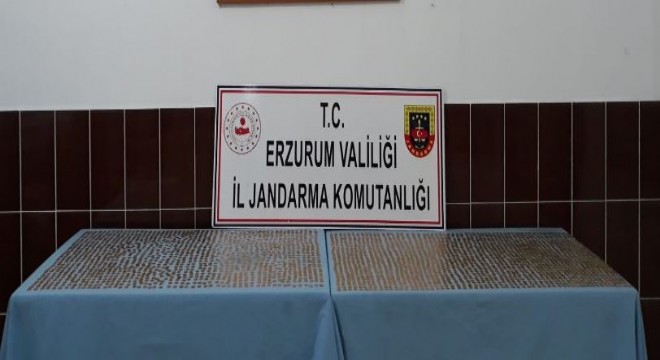 T.C.
ERZURUM VALİLİĞİ
İL JANDARMA KOMUTANLIĞI